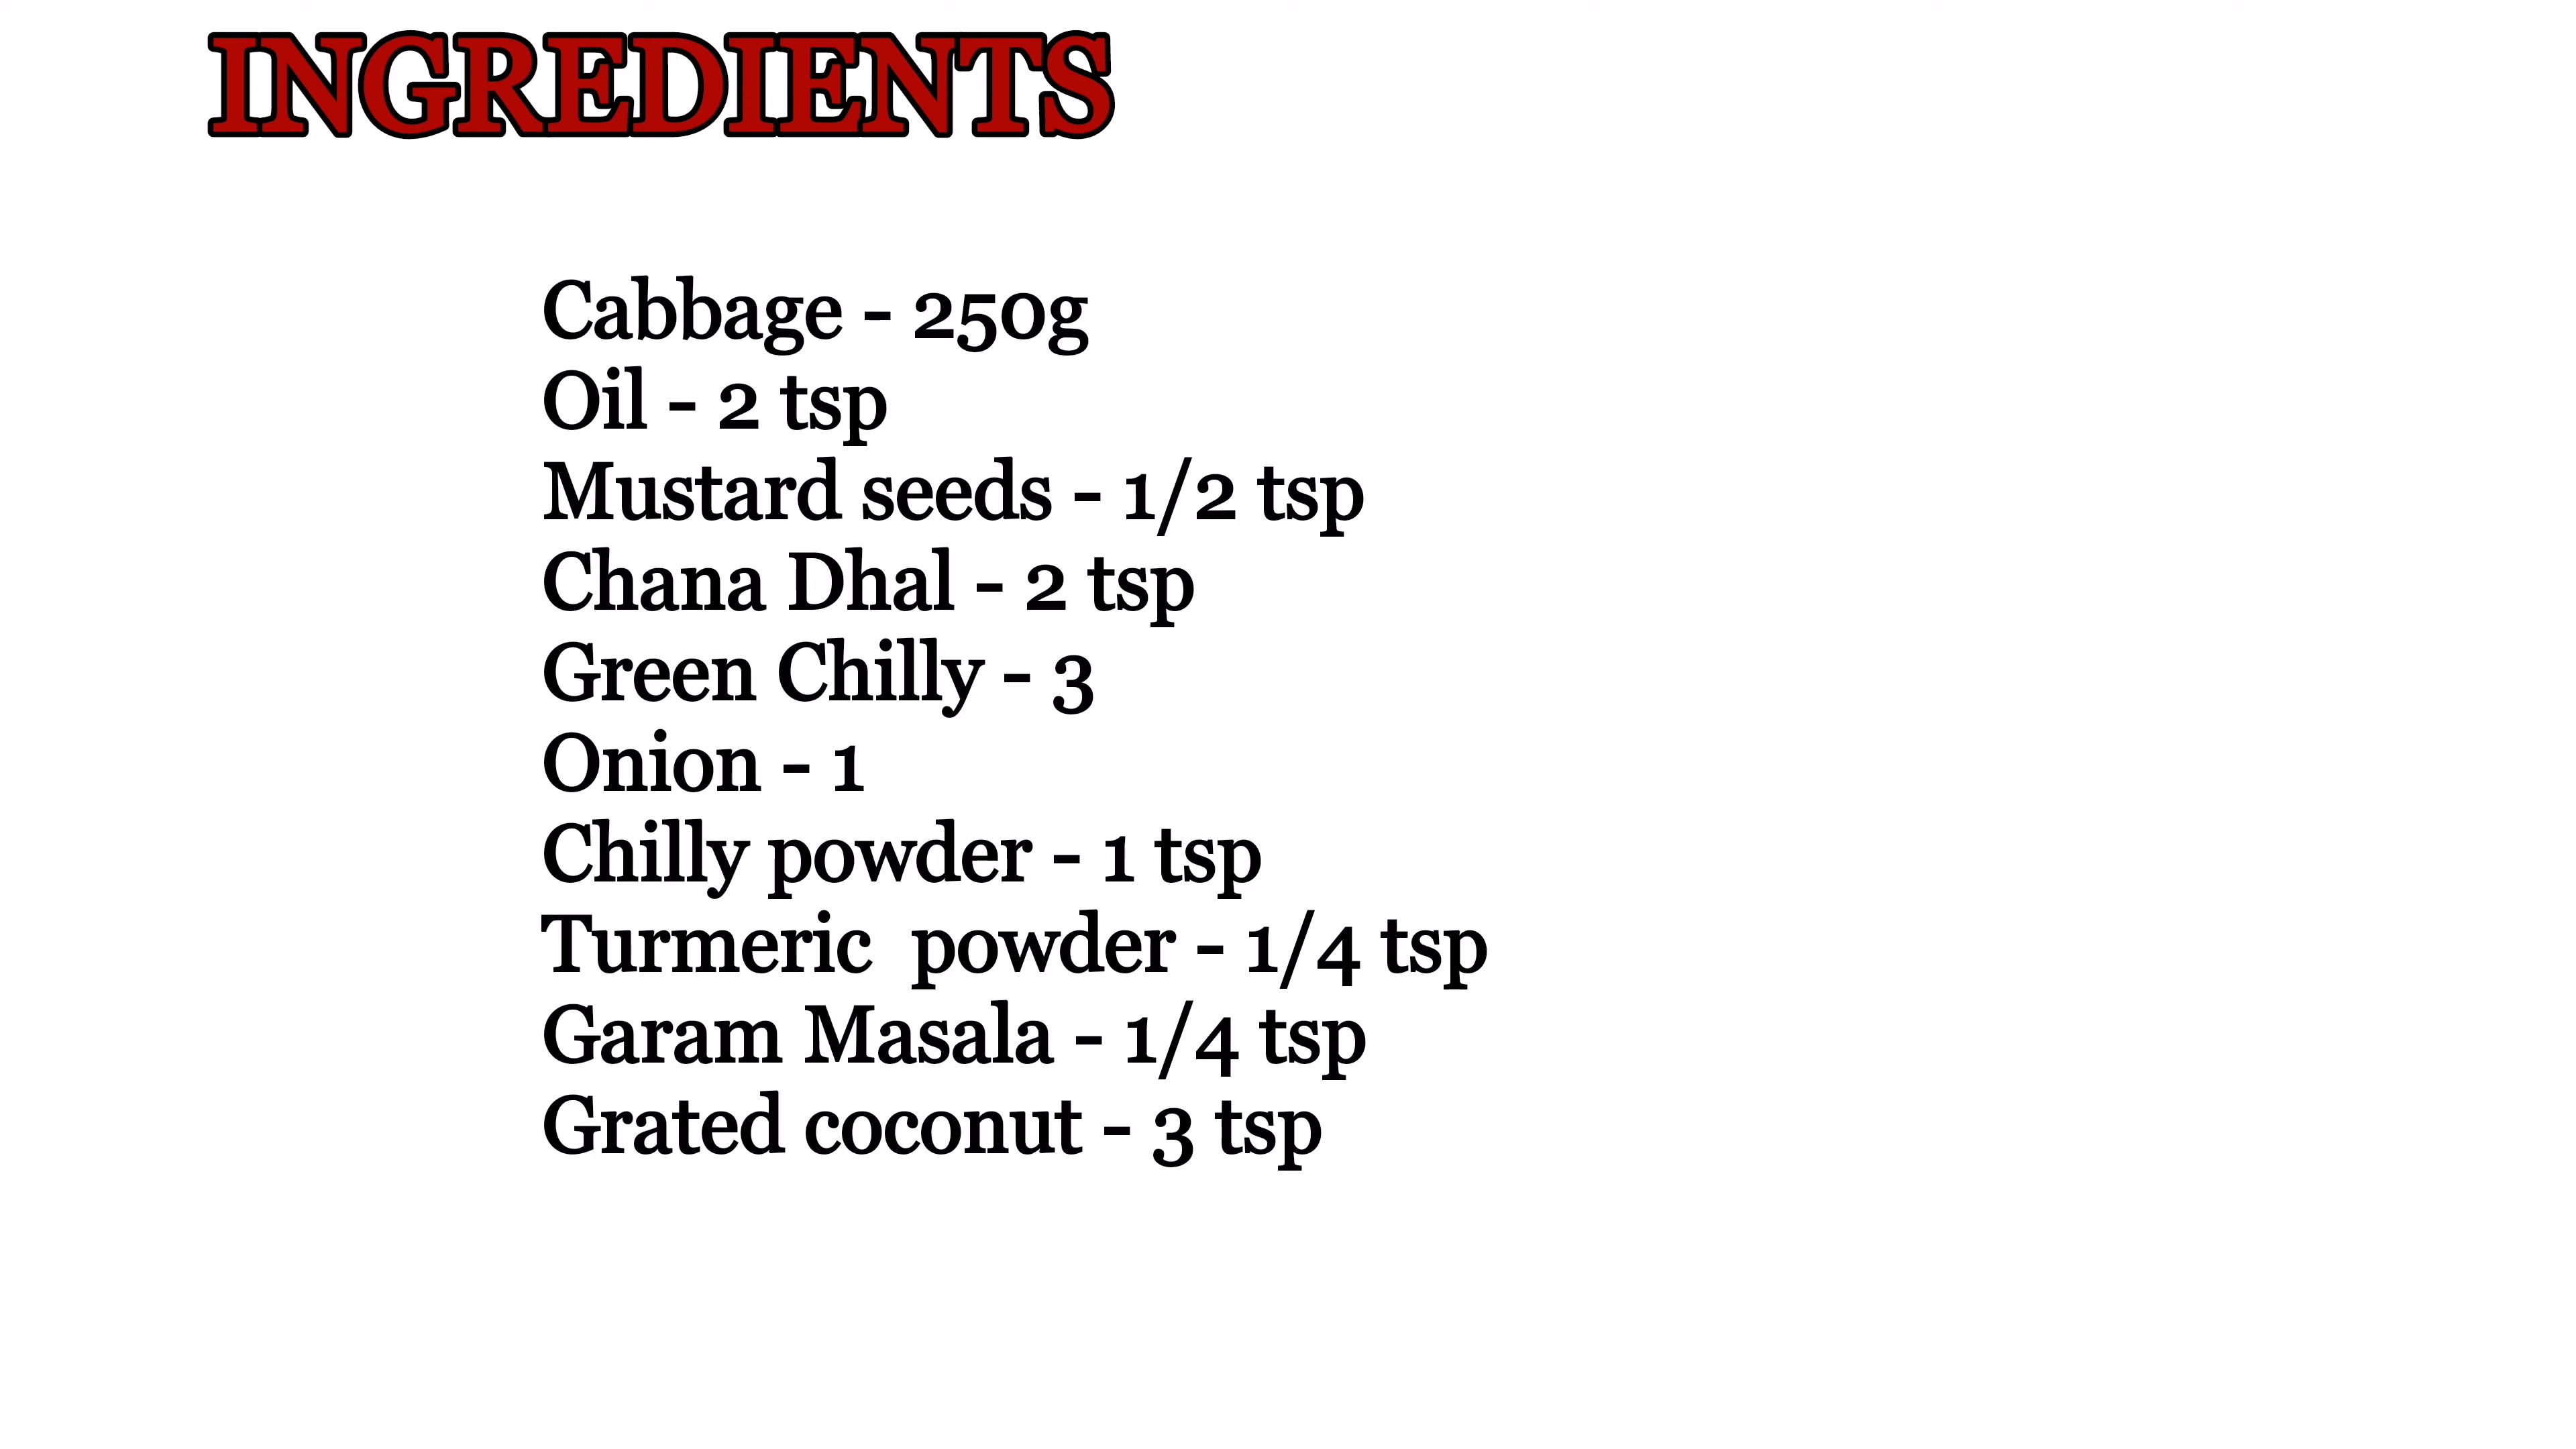 INGREDIENTS
Cabbage - 250g
Oil - 2 tsp
Mustard seeds - 1/2 tsp
Chana Dhal - 2 tsp
Green Chilly - 3
Onion - 1
Chilly powder - 1 tsp
Turmeric  powder - 1/4 tsp
Garam Masala - 1/4 tsp
Grated coconut - 3 tsp